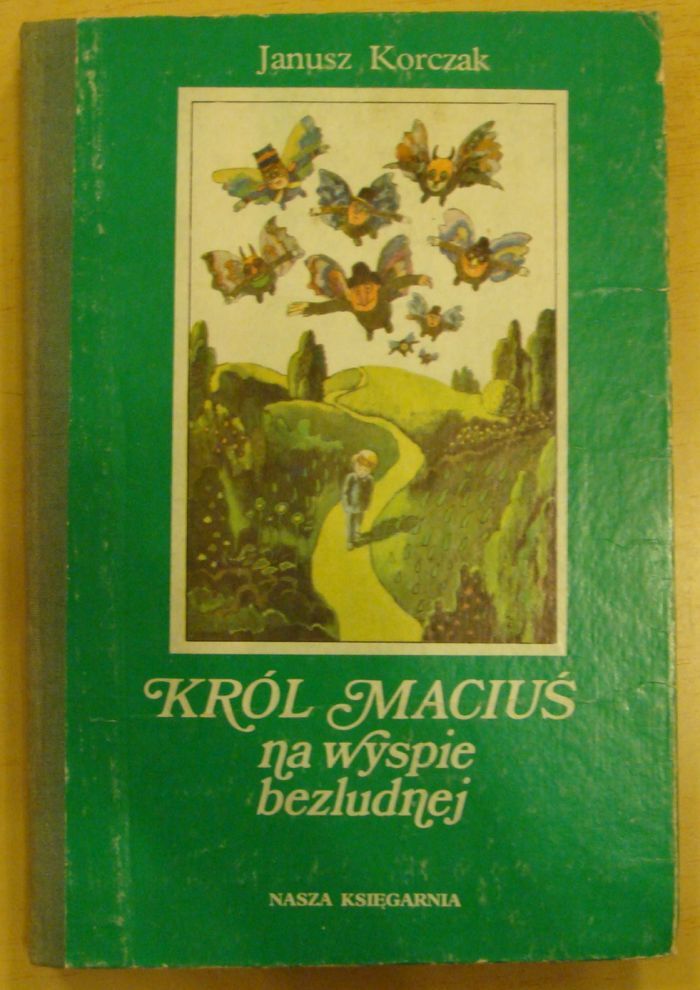 Janusz Korczak
KRÓL MACIUŚ
na wyspie
bezludnej
NASZA KSIĘGARNIA